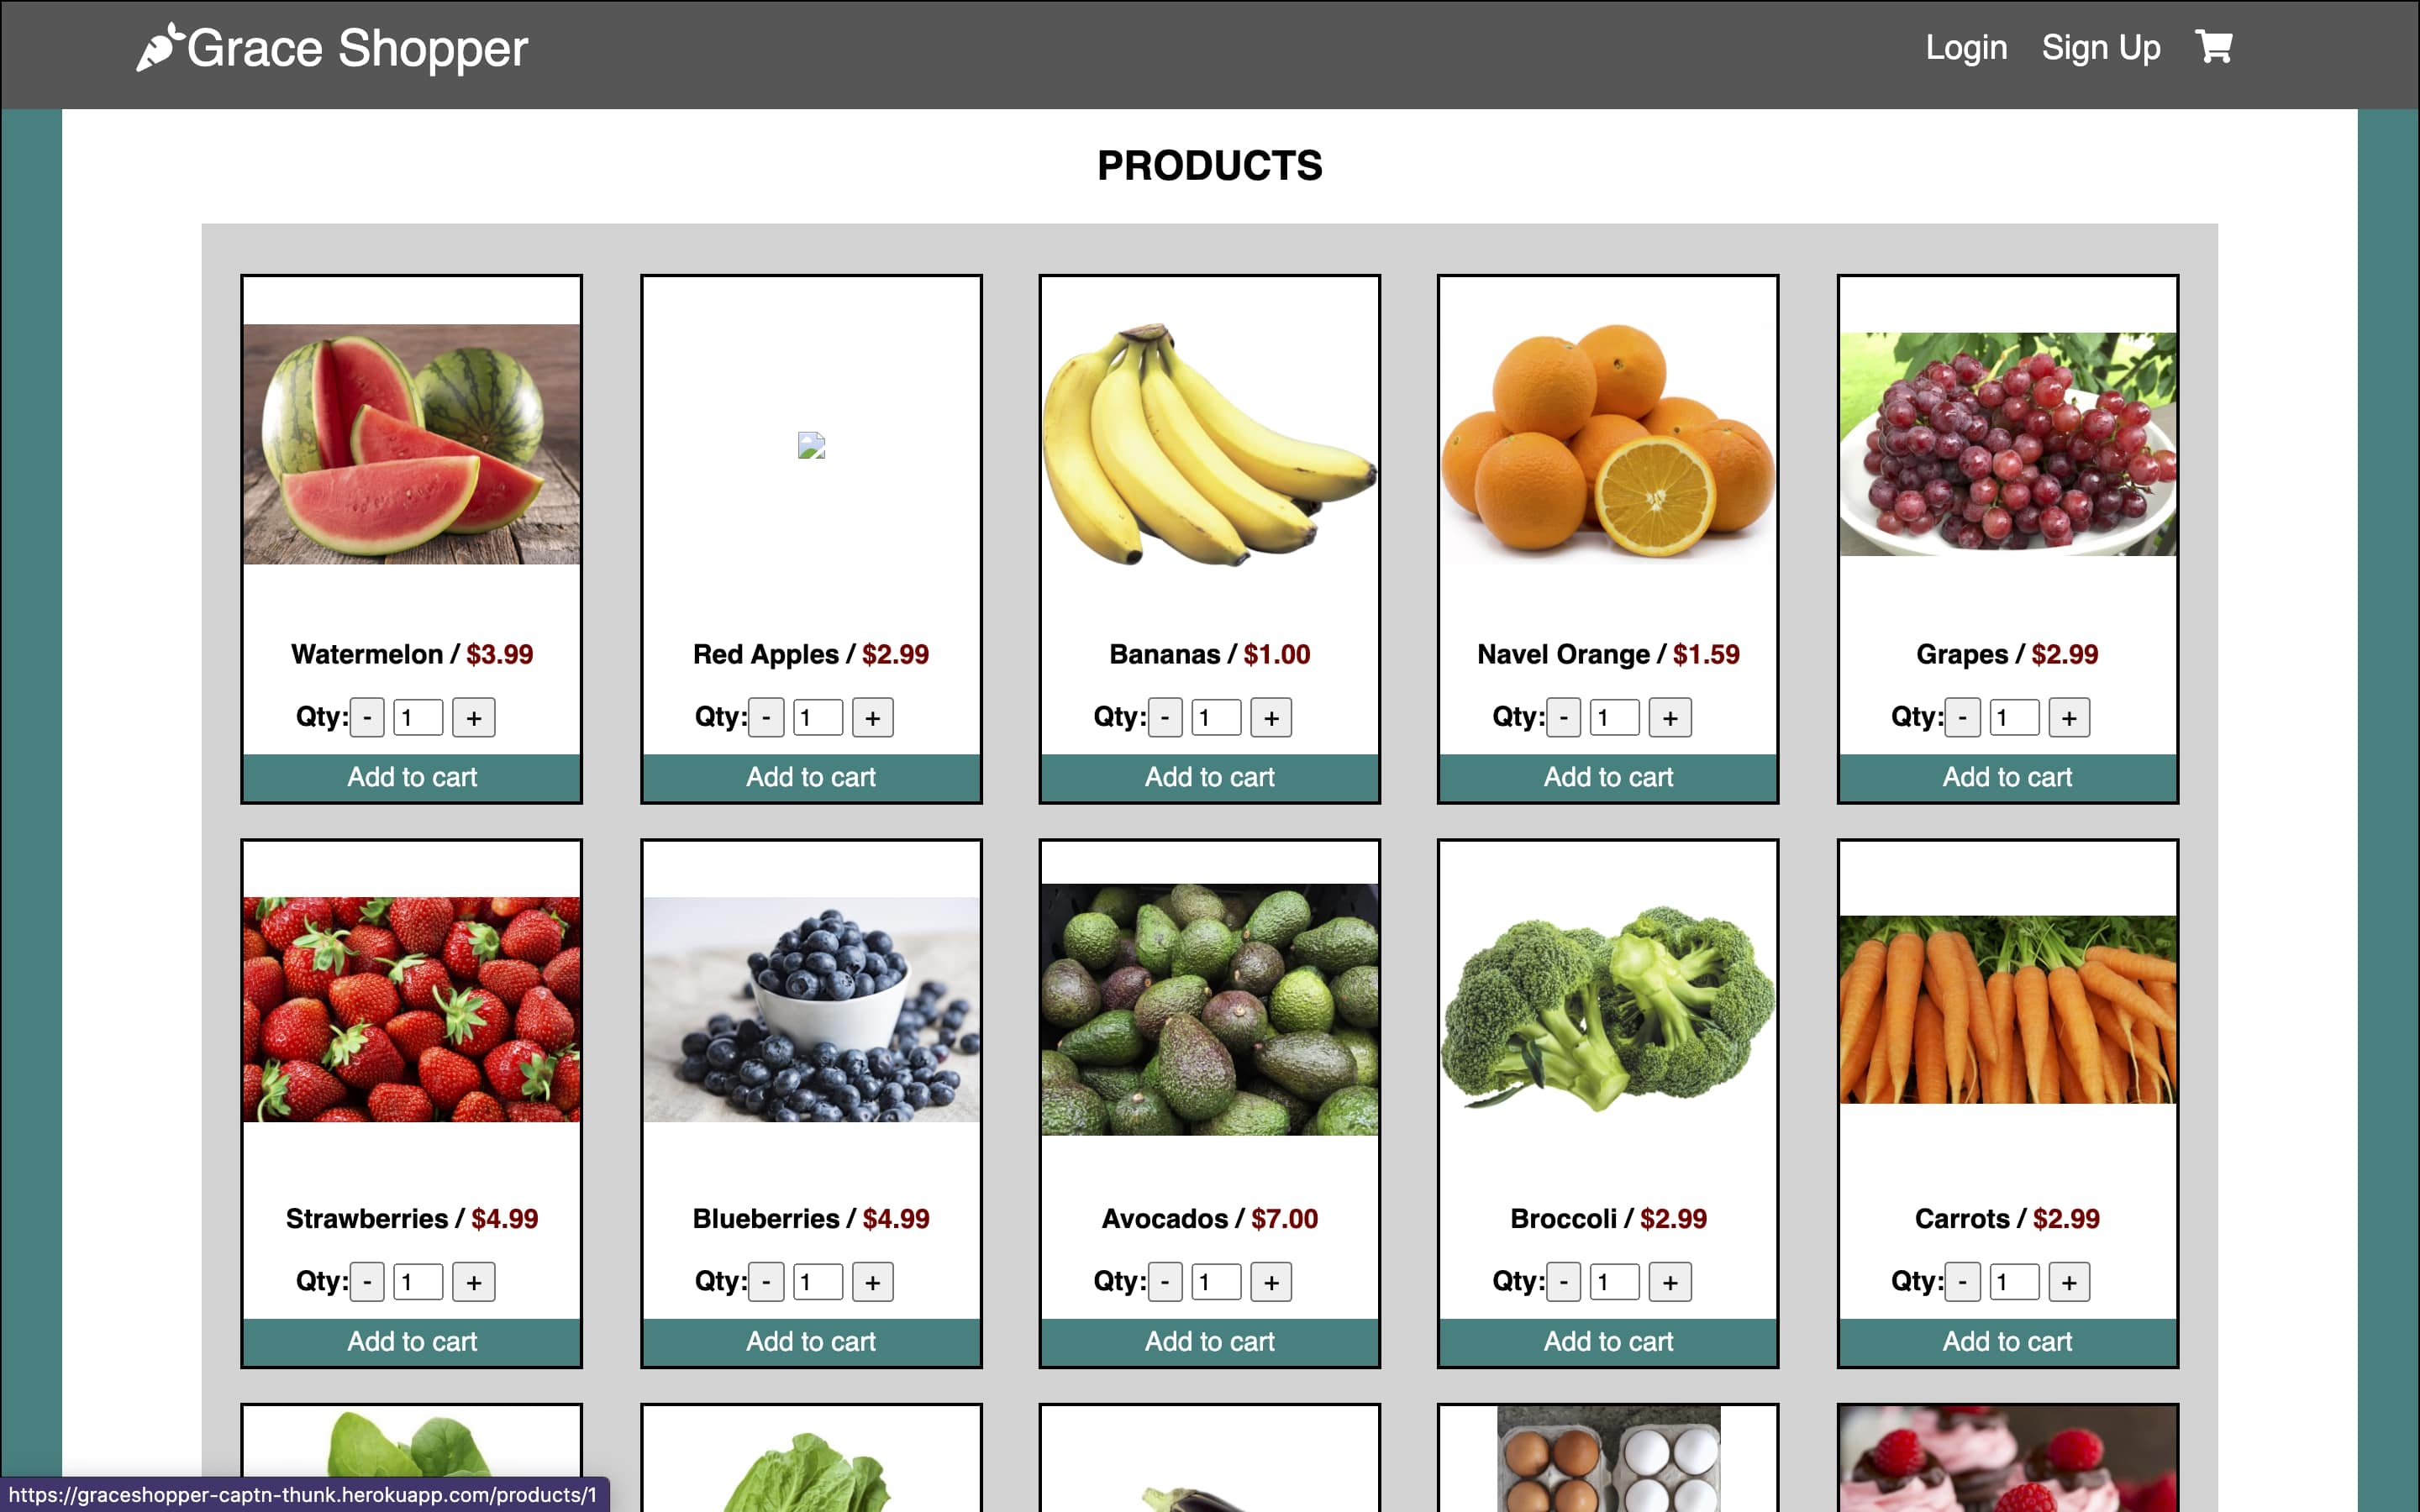 Grace Shopper
Login Sign Up
PRODUCTS
Watermelon / $3.99
Qty: - 1 +
Add to cart
Red Apples / $2.99
Qty: - 1 +
Add to cart
Bananas / $1.00
Qty: - 1 +
Add to cart
Navel Orange / $1.59
Qty: - 1 +
Add to cart
Grapes / $2.99
Qty: - 1 +
Add to cart
Strawberries / $4.99
Qty: - 1 +
Add to cart
Blueberries / $4.99
Qty: - 1 +
Add to cart
Avocados / $7.00
Qty: - 1 +
Add to cart
Broccoli / $2.99
Qty: - 1 +
Add to cart
Carrots / $2.99
Qty: - 1 +
Add to cart
https://graceshopper-captn-thunk.herokuapp.com/products/1